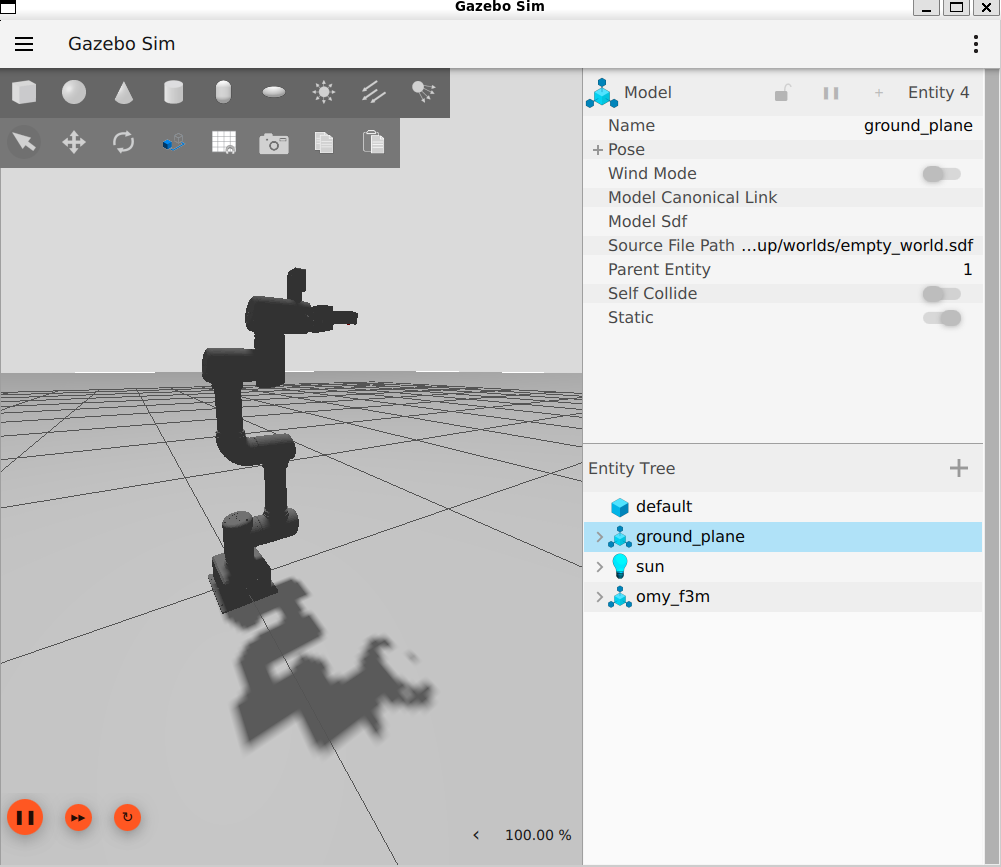 Gazebo Sim
Gazebo Sim
Model
Entity 4
Name ground_plane
Pose
Wind Mode
Model Canonical Link
Model Sdf
Source File Path ...up/worlds/empty_world.sdf
Parent Entity 1
Self Collide
Static
Entity Tree
default
ground_plane
sun
omy_f3m
100.00 %